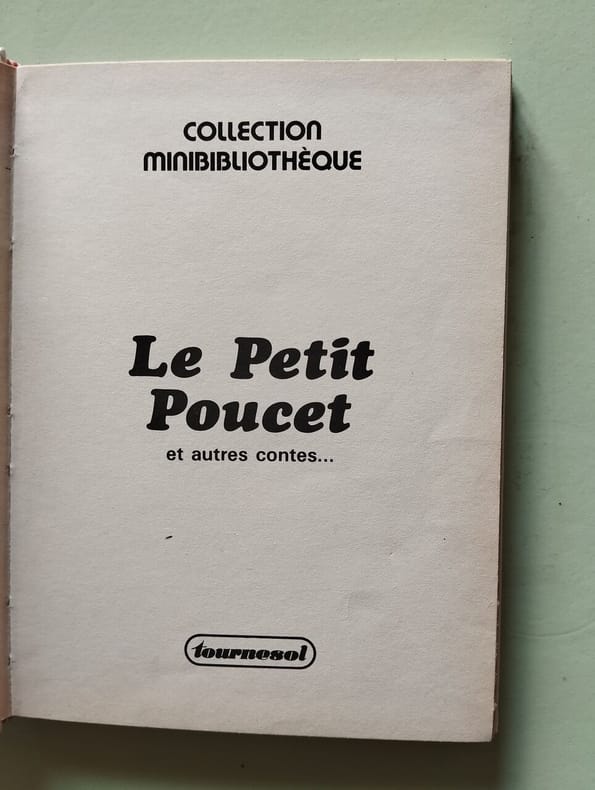 COLLECTION
MINIBIBLIOTHÈQUE
Le Petit
Poucet
et autres contes...
tournesol